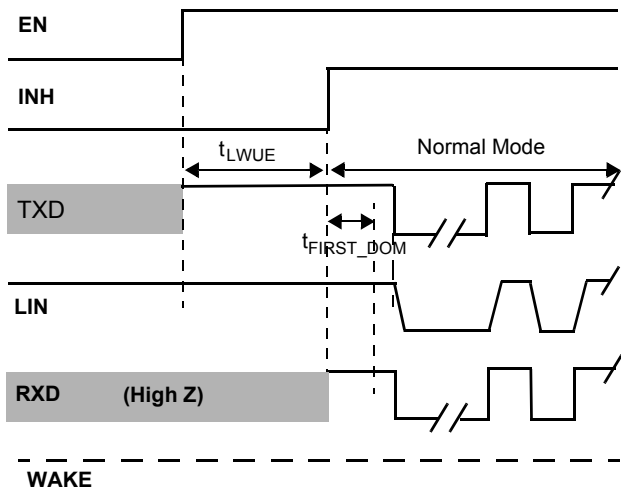 EN
INH
tLWUE
Normal Mode
TXD
tFIRST_DOM
LIN
RXD (High Z)
WAKE